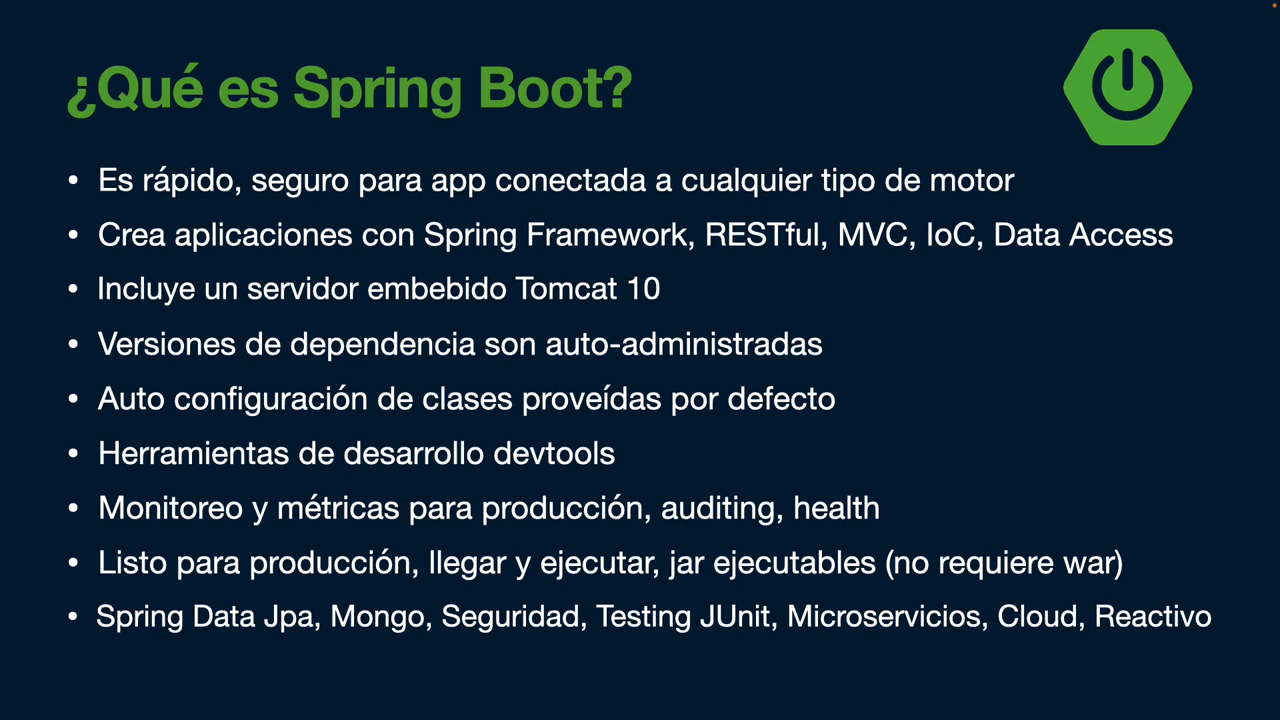 ¿Qué es Spring Boot?
• Es rápido, seguro para app conectada a cualquier tipo de motor
• Crea aplicaciones con Spring Framework, RESTful, MVC, IoC, Data Access
• Incluye un servidor embebido Tomcat 10
• Versiones de dependencia son auto-administradas
• Auto configuración de clases proveídas por defecto
• Herramientas de desarrollo devtools
• Monitoreo y métricas para producción, auditing, health
• Listo para producción, llegar y ejecutar, jar ejecutables (no requiere war)
• Spring Data Jpa, Mongo, Seguridad, Testing JUnit, Microservicios, Cloud, Reactivo